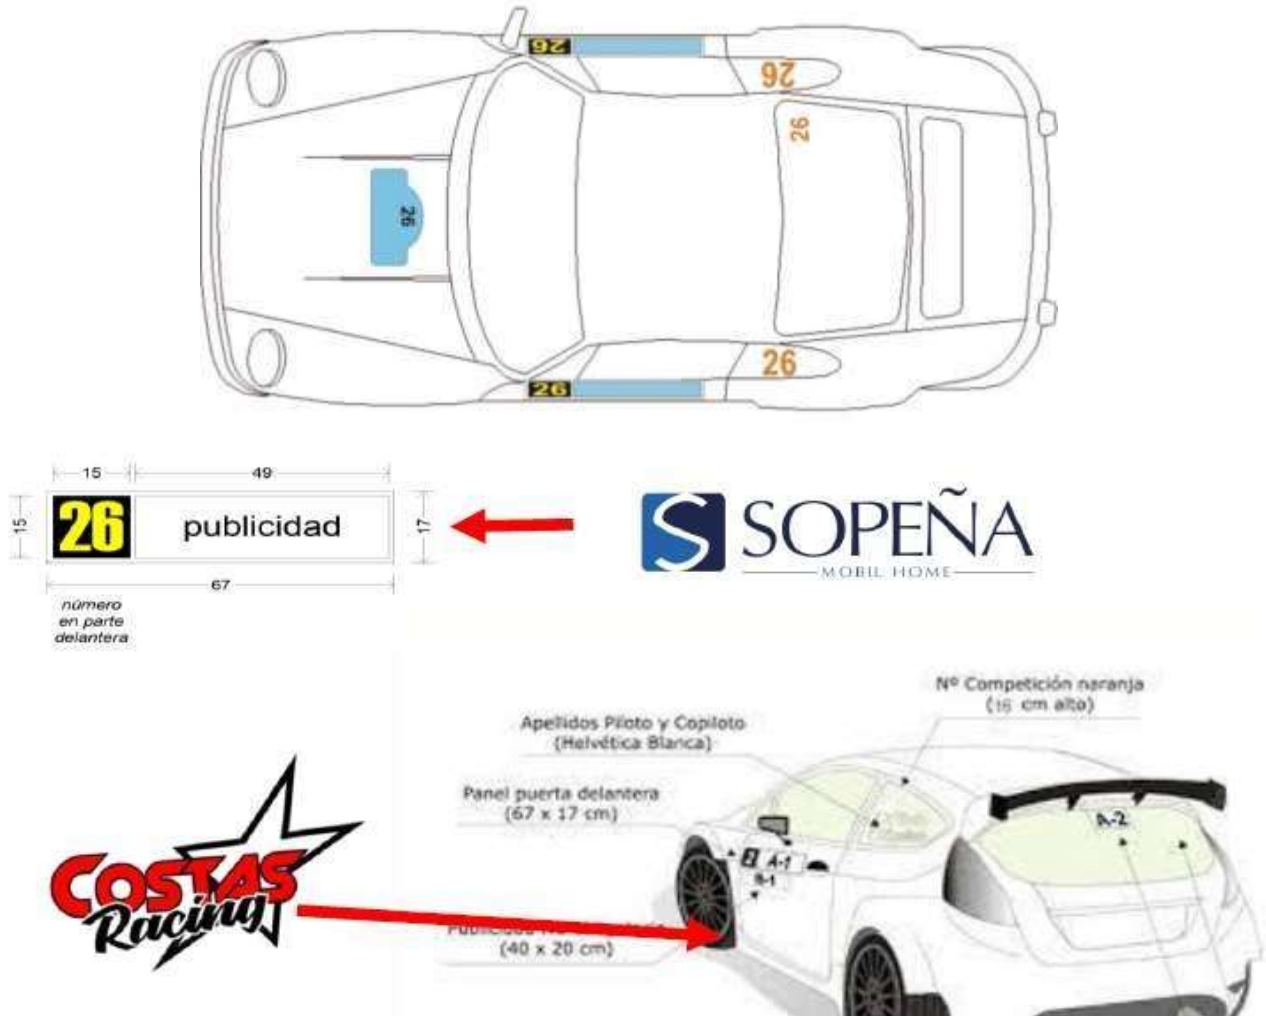 26
26
26
26
26
26
15
49
26
publicidad
15
17
67
número
en parte
delantera
S
SOPEÑA
MOBIL HOME
Nº Competición naranja
(16 cm alto)
Apellidos Piloto y Copiloto
(Helvética Blanca)
Panel puerta delantera
(67 x 17 cm)
A-2
2 A-1
B-1
COSTAS
Racing
(40 x 20 cm)